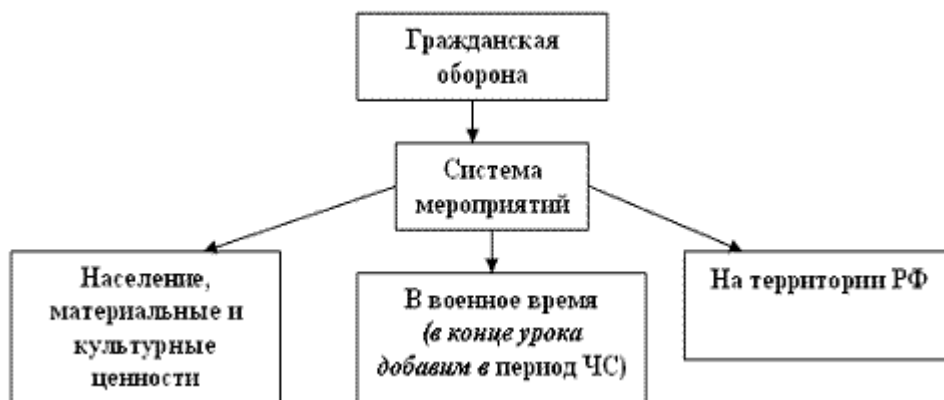 Гражданская
оборона
Система
мероприятий
Население,
материальные и
культурные
ценности
В военное время
(в конце урока
добавим в период ЧС)
На территории РФ